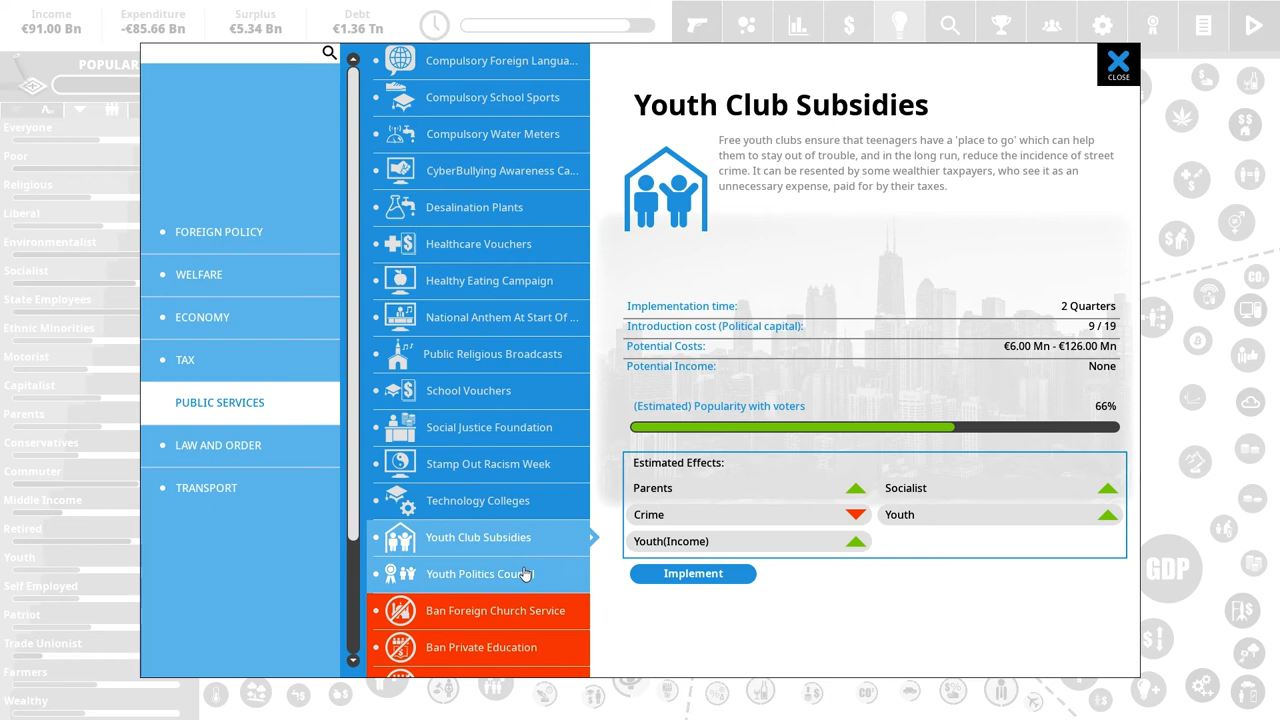 Income
Expenditure
Surplus
Debt
€91.00 Bn
-€85.66 Bn
€5.34 Bn
€1.36 Tn
POPULAR
Everyone
Poor
Religious
Liberal
Environmentalist
Socialist
State Employees
Ethnic Minorities
Motorist
Capitalist
Parents
Conservatives
Commuter
Middle Income
Retired
Youth
Self Employed
Patriot
Trade Unionist
Farmers
Wealthy
FOREIGN POLICY
WELFARE
ECONOMY
TAX
PUBLIC SERVICES
LAW AND ORDER
TRANSPORT
Compulsory Foreign Langua...
Compulsory School Sports
Compulsory Water Meters
CyberBullying Awareness Ca...
Desalination Plants
Healthcare Vouchers
Healthy Eating Campaign
National Anthem At Start Of ...
Public Religious Broadcasts
School Vouchers
Social Justice Foundation
Stamp Out Racism Week
Technology Colleges
Youth Club Subsidies
Youth Politics
Ban Foreign Church Service
Ban Private Education
CLOSE
Youth Club Subsidies
Free youth clubs ensure that teenagers have a 'place to go' which can help
them to stay out of trouble, and in the long run, reduce the incidence of street
crime. It can be resented by some wealthier taxpayers, who see it as an
unnecessary expense, paid for by their taxes.
Implementation time: 2 Quarters
Introduction cost (Political capital): 9 / 19
Potential Costs: €6.00 Mn - €126.00 Mn
Potential Income: None
(Estimated) Popularity with voters 66%
Estimated Effects:
Parents
Socialist
Crime
Youth
Youth(Income)
Implement
GDP